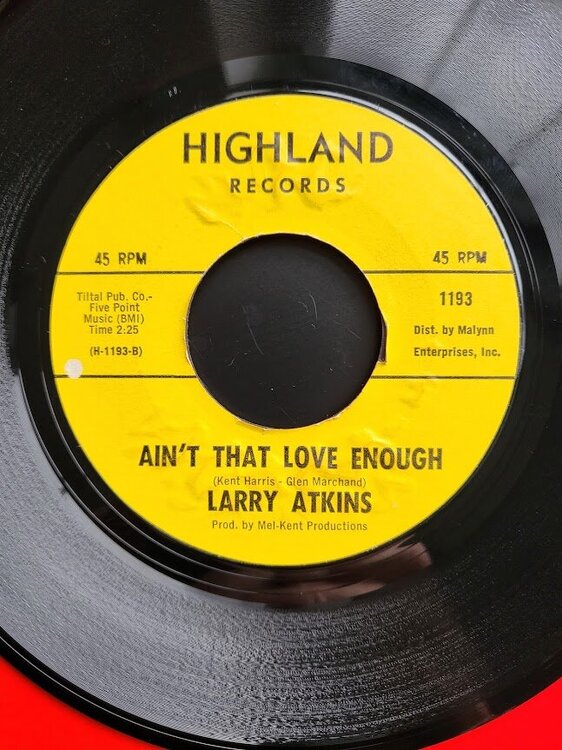 HIGHLAND
RECORDS
45 RPM
45 RPM
Tiltal Pub. Co.-
Five Point
Music (BMI)
Time 2:25
(H-1193-B)
1193
Dist. by Malynn
Enterprises, Inc.
AIN'T THAT LOVE ENOUGH
(Kent Harris - Glen Marchand)
LARRY ATKINS
Prod. by Mel-Kent Productions